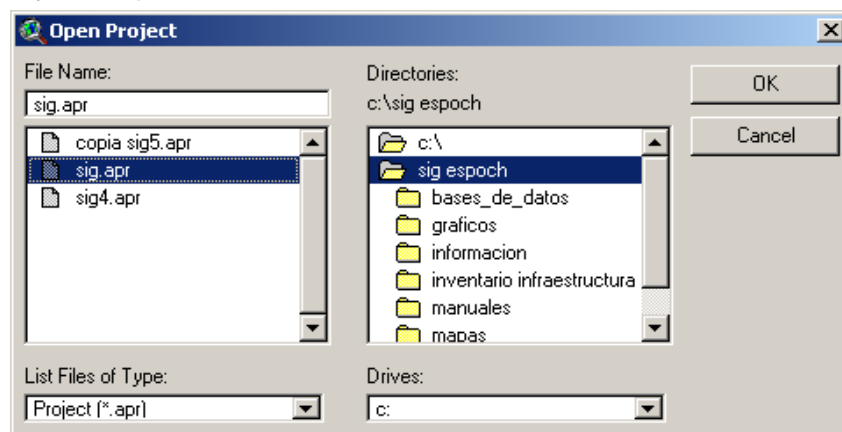 Open Project
File Name:
sig.apr
copia sig5.apr
sig.apr
sig4.apr
List Files of Type:
Project (*.apr)
Directories:
c:\sig espoch
c:\
sig espoch
bases_de_datos
graficos
informacion
inventario infraestructura
manuales
mapas
Drives:
c:
OK
Cancel